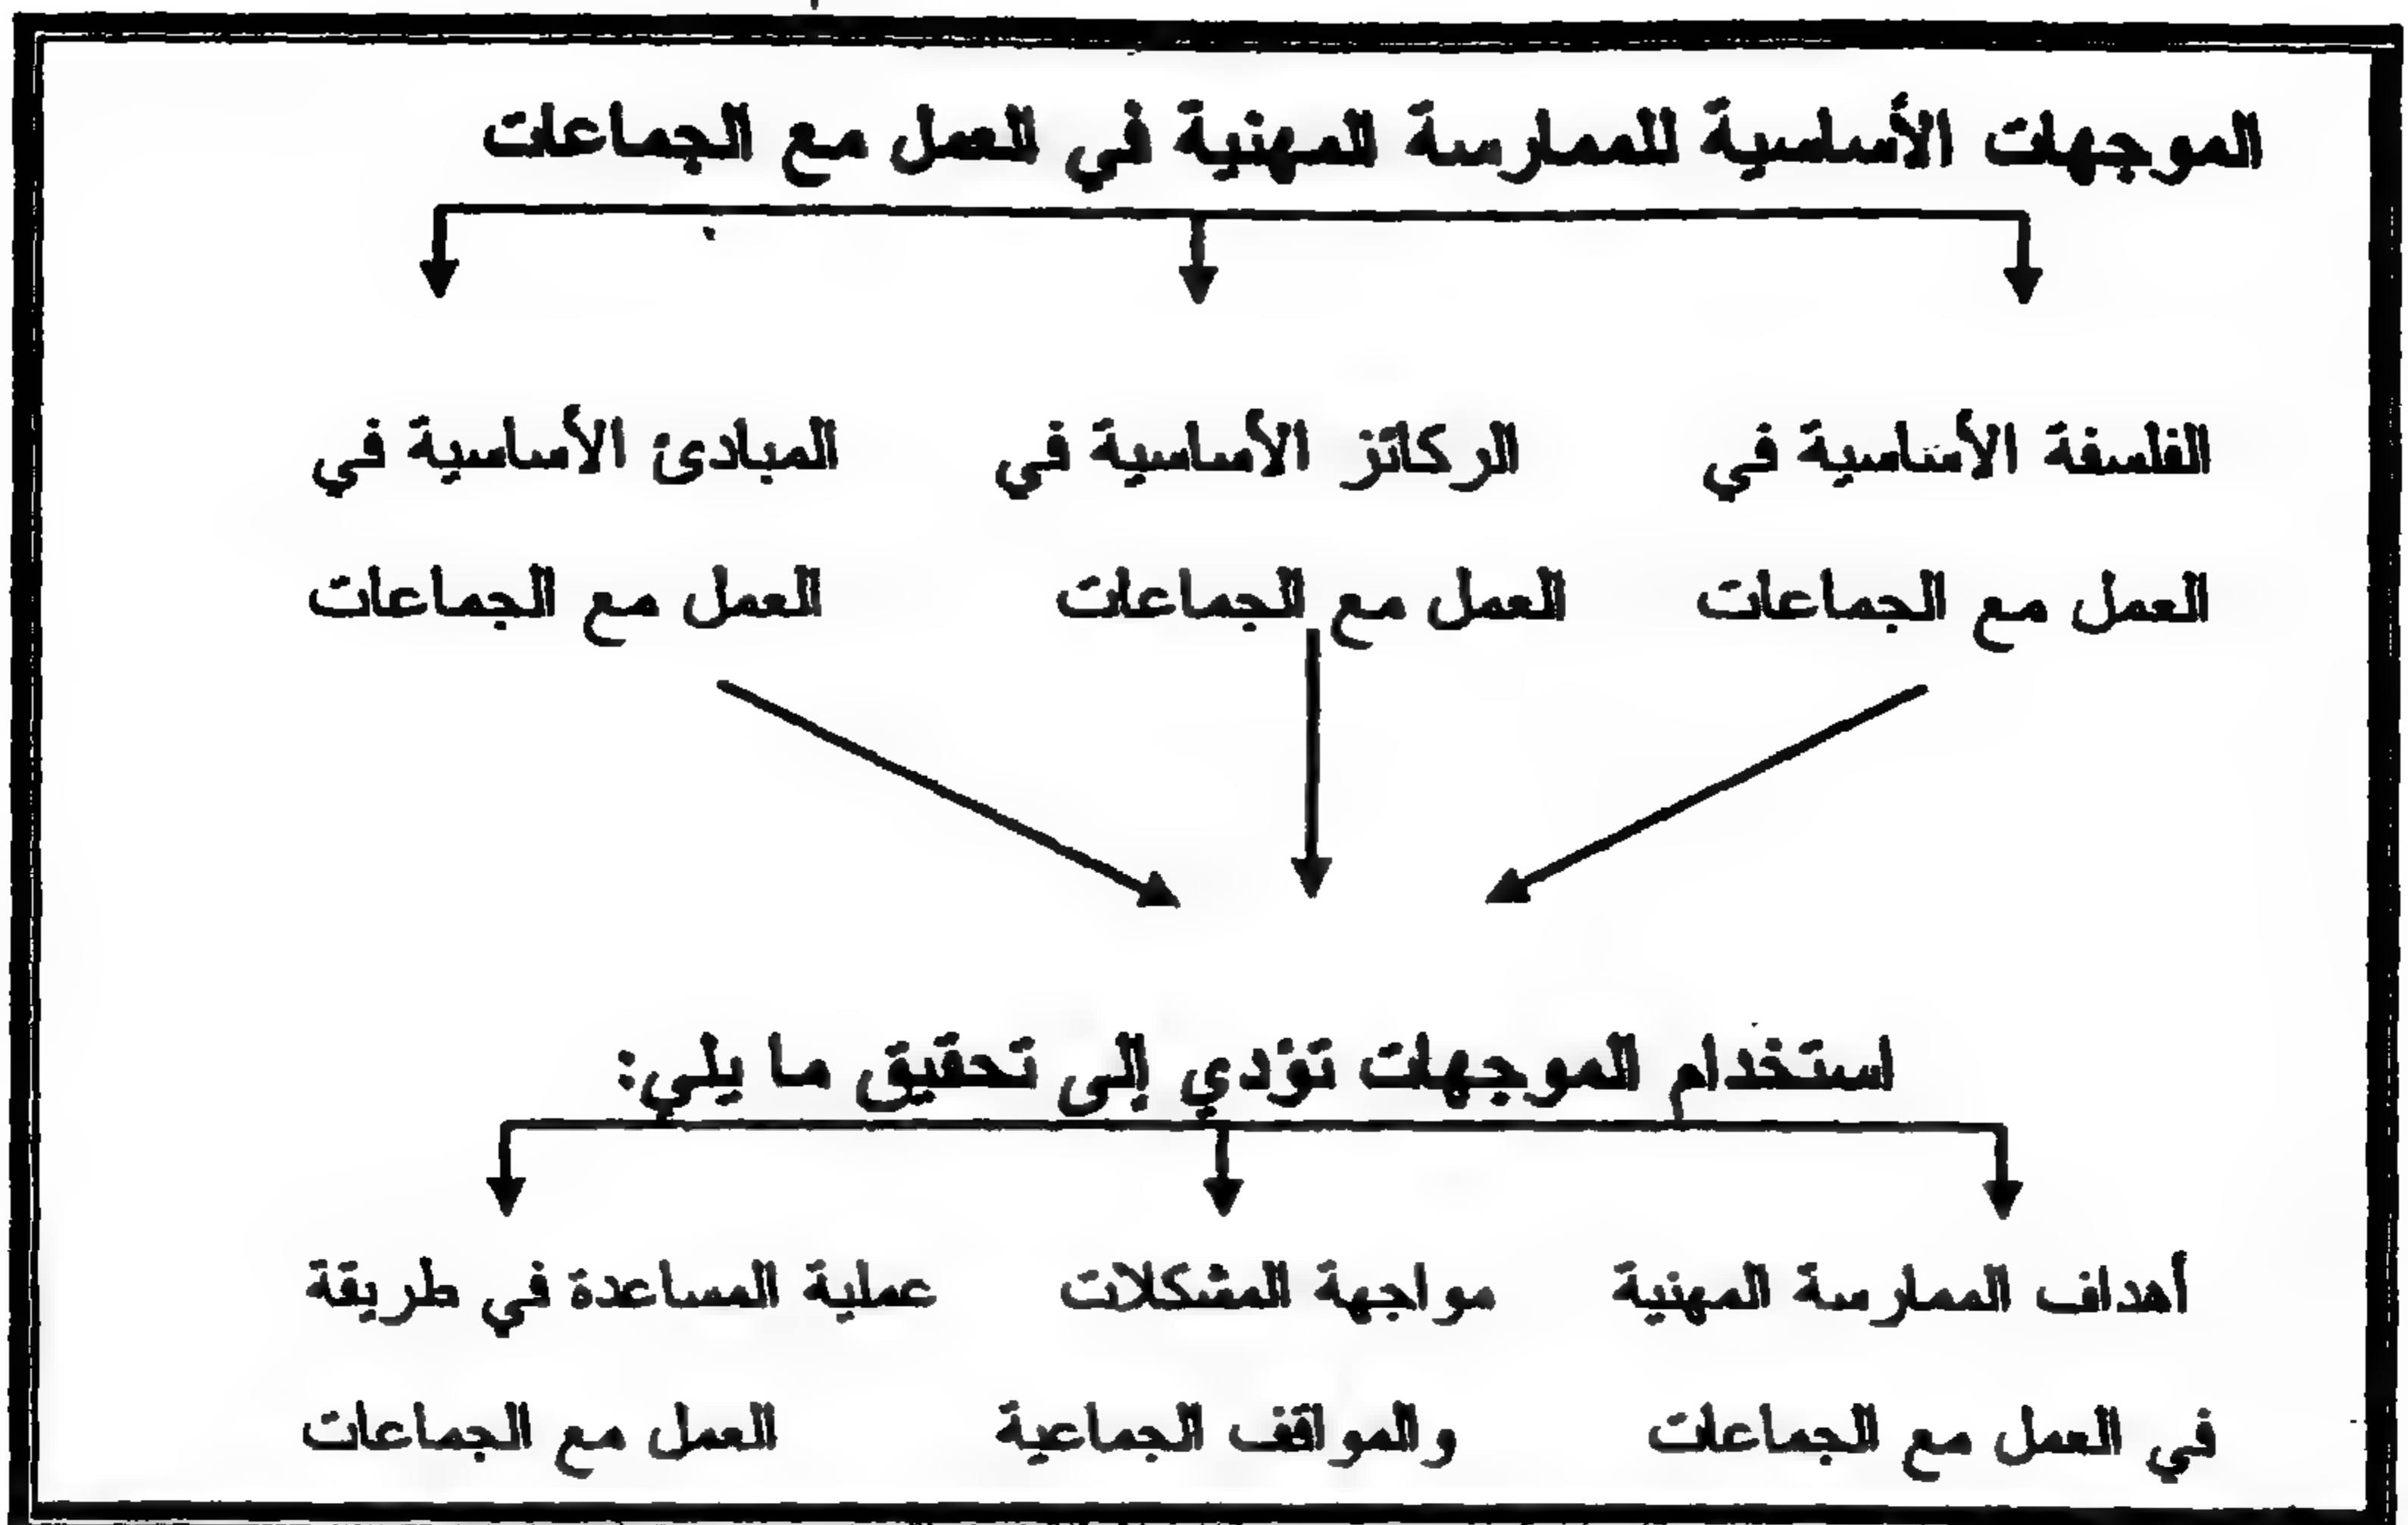 الموجهات الأساسية للممارسة المهنية في العمل مع الجماعات
الفلسفة الأساسية في
العمل مع الجماعات
الركائز الأساسية في
العمل مع الجماعات
المبادئ الأساسية في
العمل مع الجماعات
استخدام الموجهات تؤدي إلى تحقيق ما يلي:
أهداف الممارسة المهنية
في العمل مع الجماعات
مواجهة المشكلات
والمواقف الجماعية
عملية المساعدة في طريقة
العمل مع الجماعات